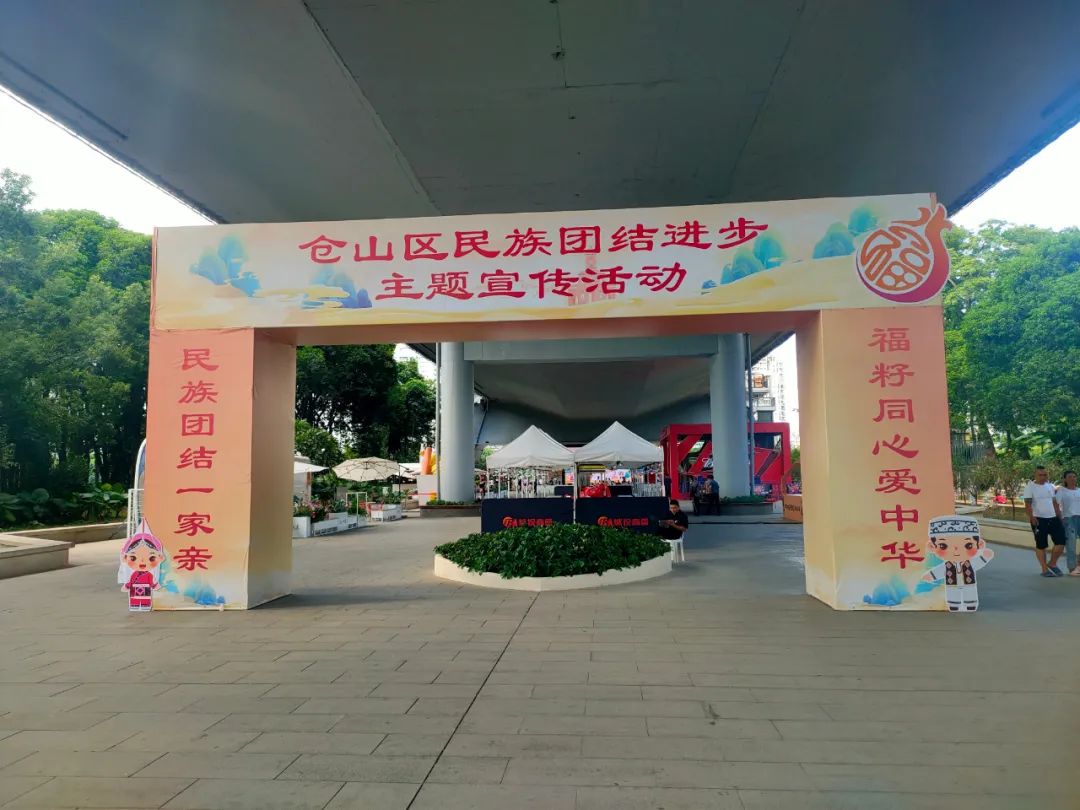 仓山区民族团结进步
主题宣传活动
福
民族团结一家亲
福籽同心爱中华